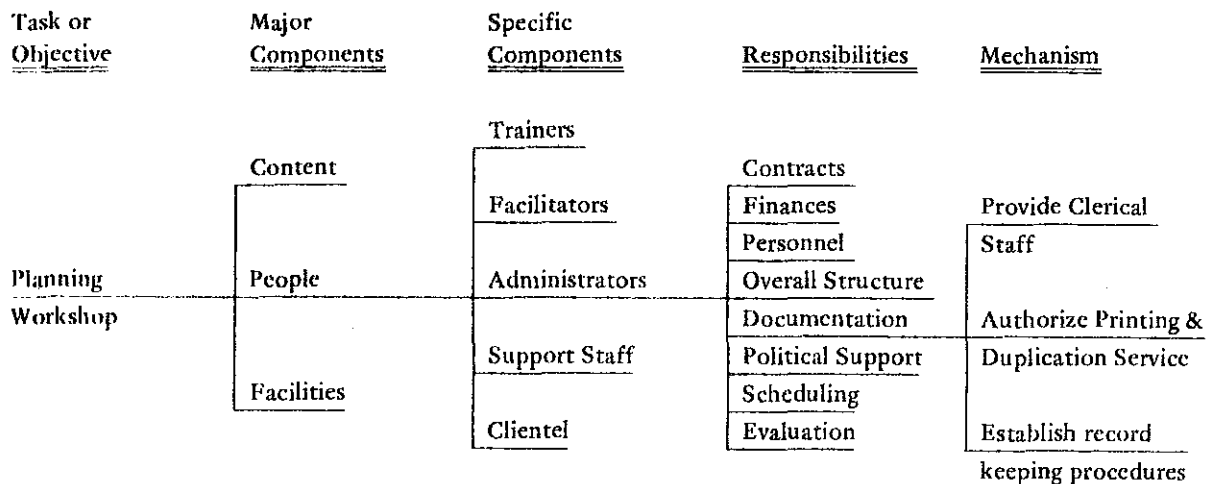 Task or
Objective
Major
Components
Specific
Components
Responsibilities
Mechanism
Planning
Workshop
Content
People
Facilities
Trainers
Facilitators
Administrators
Support Staff
Clientel
Contracts
Finances
Personnel
Overall Structure
Documentation
Political Support
Scheduling
Evaluation
Provide Clerical
Staff
Authorize Printing &
Duplication Service
Establish record
keeping procedures